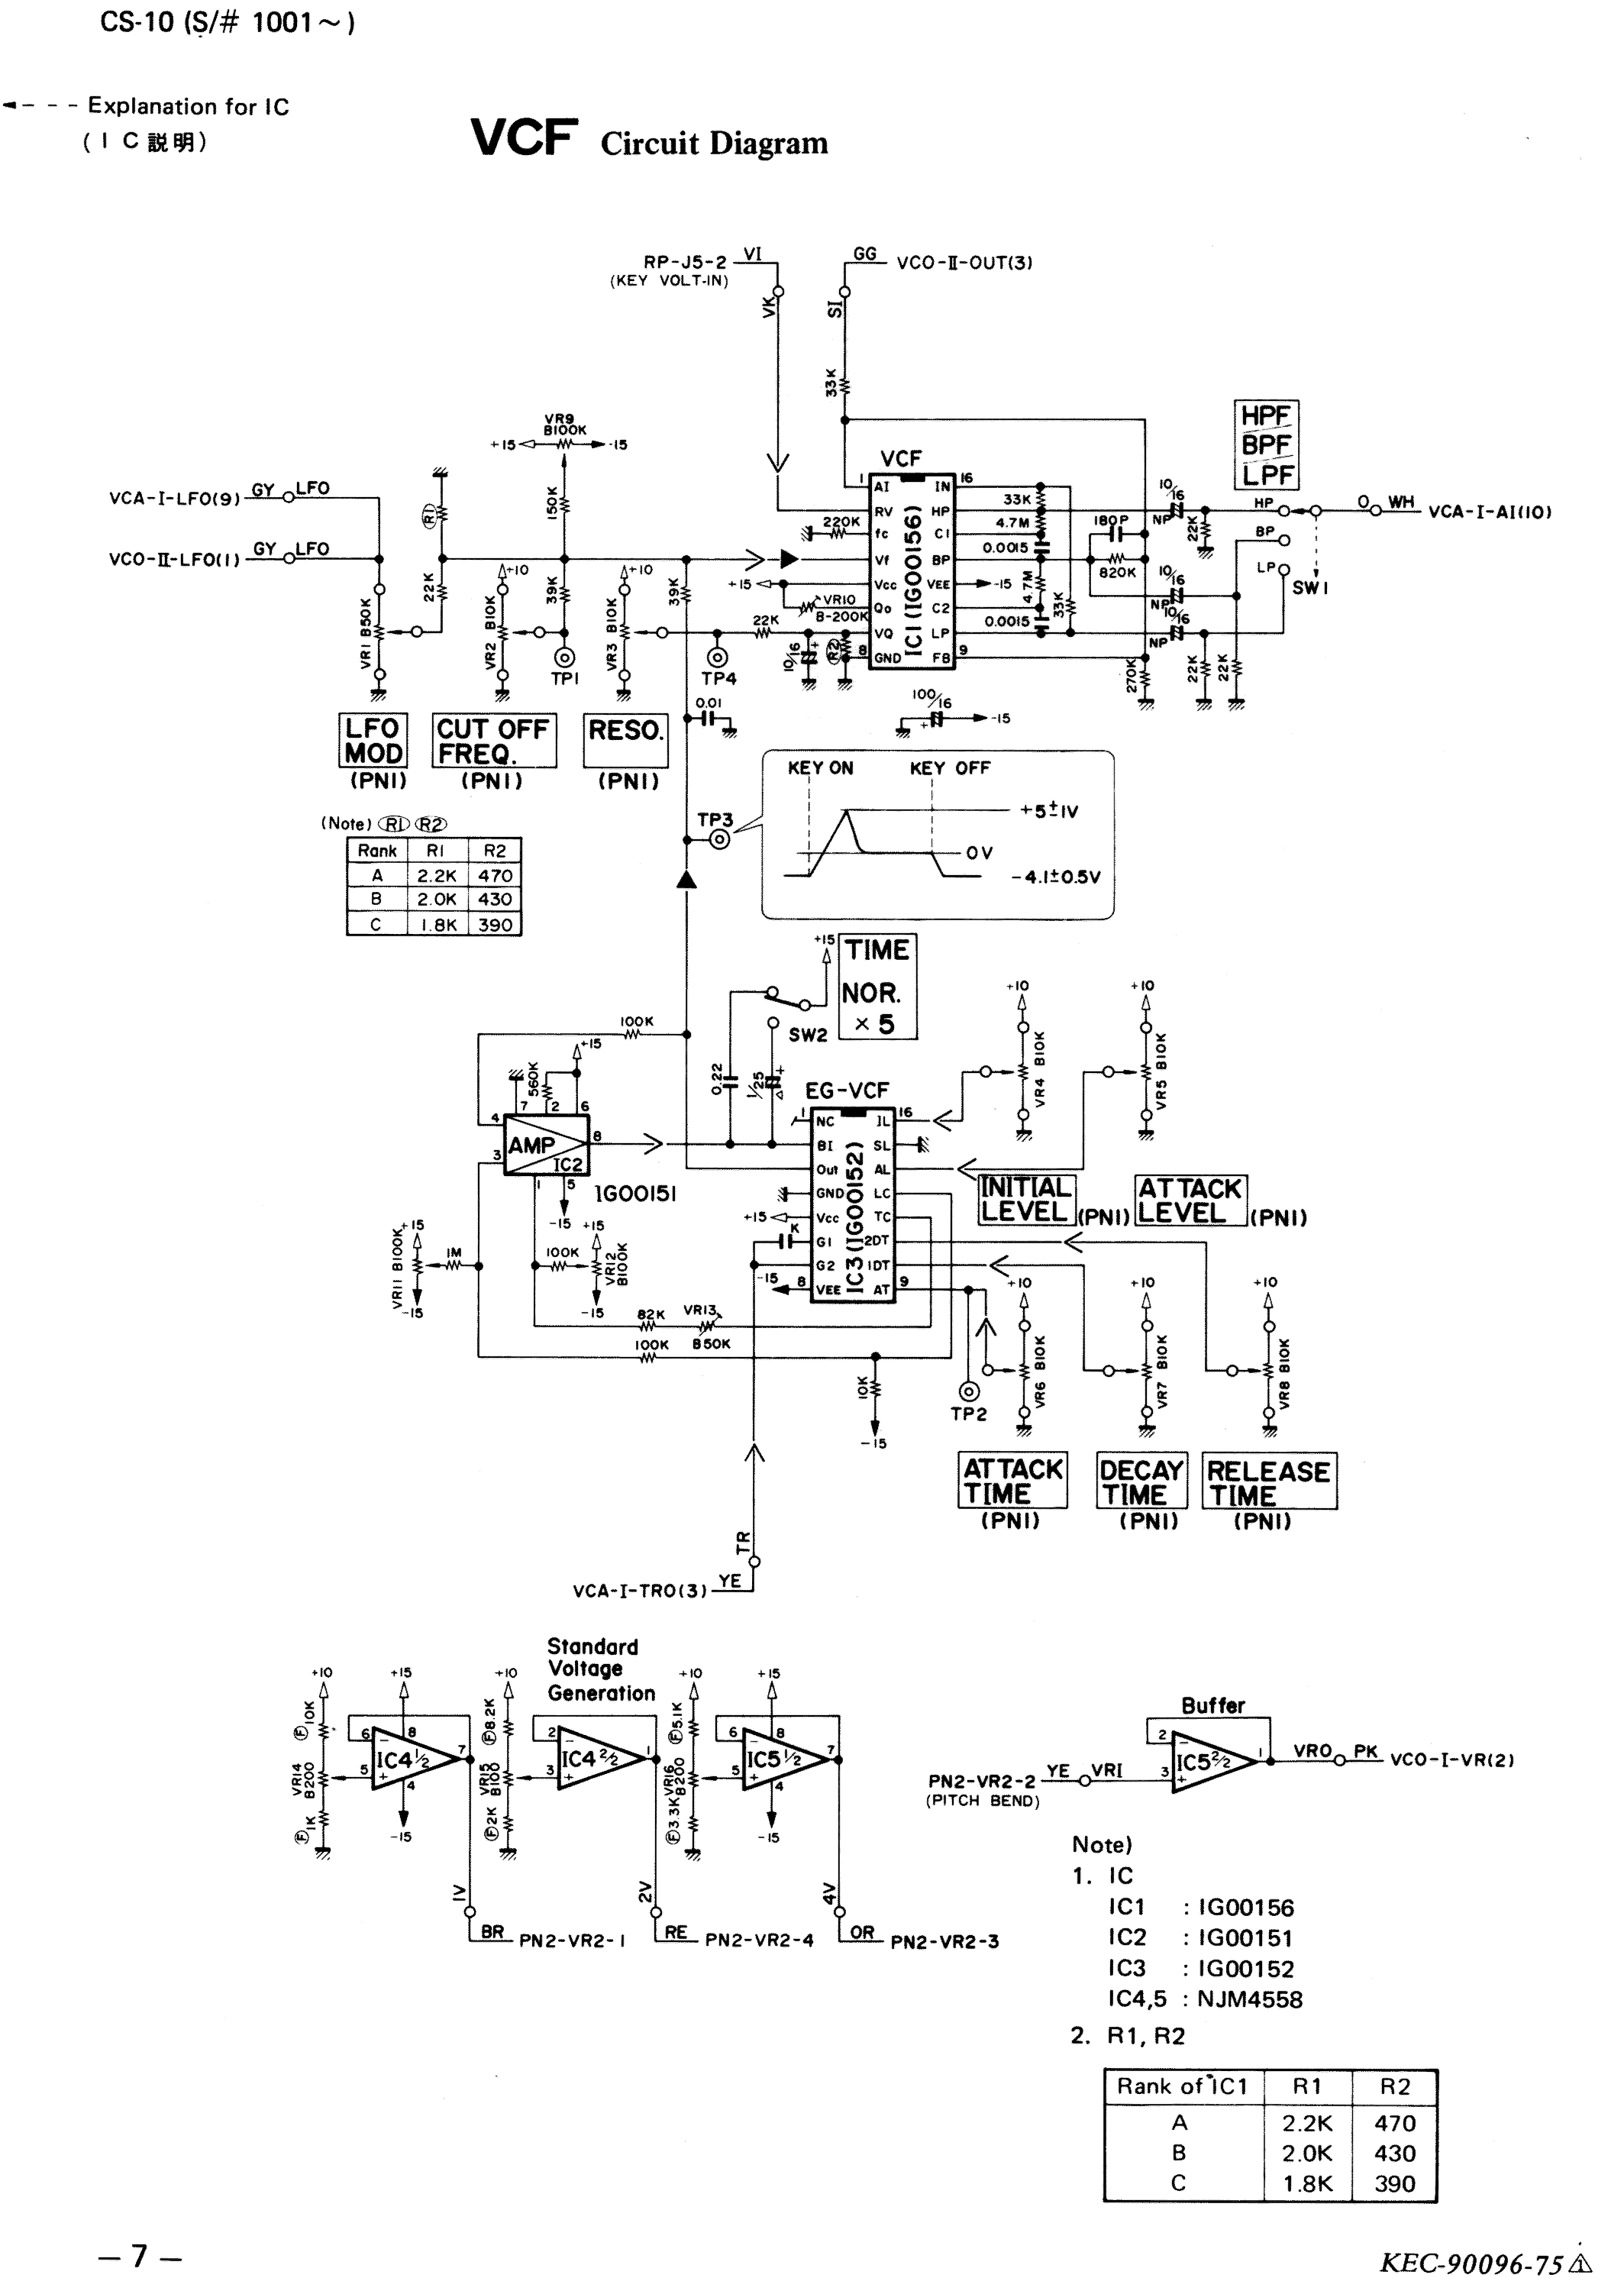 CS-10 (S/# 1001～)
Explanation for IC
(ＩＣ説明)
VCF Circuit Diagram
RP-J5-2 VI
(KEY VOLT-IN)
VK
GG VCO-II-OUT(3)
SI
33K
VR9
B100K
+15 -15
150K
VCA-I-LFO(9) GY LFO
VCO-II-LFO(1) GY LFO
R1
22K
VR1 B50K
+10
VR2 B10K
39K
TP1
+10
VR3 B10K
39K
TP4
22K
10/16
R2
220K
+15
VR10
B-200K
VCF
IC1 (IG00156)
1 AI IN 16
RV HP
fc C1
Vf BP
Vcc VEE -15
Qo C2
VQ LP
8 GND FB 9
33K
4.7M
0.0015
4.7M
33K
0.0015
180P
820K
270K
10/16
NP
22K
10/16
NP
10/16
NP
22K
22K
HPF
BPF
LPF
HP
BP
LP
SW1
O WH VCA-I-AI(10)
100/16
+ -15
0.01
LFO
MOD
(PN1)
CUT OFF
FREQ.
(PN1)
RESO.
(PN1)
(Note) R1 R2
Rank R1 R2
A 2.2K 470
B 2.0K 430
C 1.8K 390
TP3
KEY ON KEY OFF
+5±1V
0V
-4.1±0.5V
+15
TIME
NOR.
×5
SW2
0.22
1/25
+
100K
+15
560K
7 2 6
4
3
8
1 5
AMP
IC2
IG00151
-15
+15
VR11 B100K
-15
1M
100K
+15
VR12
B100K
-15
82K
VR13
B50K
100K
10K
-15
EG-VCF
IC3 (IG00152)
1 NC IL 16
BI SL
Out AL
GND LC
+15 Vcc TC
K G1 2DT
G2 1DT
-15 8 VEE AT 9
+10
VR4 B10K
+10
VR5 B10K
INITIAL
LEVEL (PN1)
ATTACK
LEVEL (PN1)
+10
VR6 B10K
+10
VR7 B10K
+10
VR8 B10K
TP2
ATTACK
TIME
(PN1)
DECAY
TIME
(PN1)
RELEASE
TIME
(PN1)
TR
VCA-I-TRO(3) YE
Standard
Voltage
Generation
+10
Ⓕ10K
VR14
B200
Ⓕ1K
+15
6 8
IC4 1/2 7
5 4
-15
1V
BR PN2-VR2-1
+10
Ⓕ8.2K
VR15
B100
Ⓕ2K
2
IC4 2/2 1
3
2V
RE PN2-VR2-4
+10
Ⓕ5.1K
VR16
B200
Ⓕ3.3K
+15
6 8
IC5 1/2 7
5 4
-15
4V
OR PN2-VR2-3
Buffer
2
IC5 2/2 1
3
PN2-VR2-2 YE VRI
(PITCH BEND)
VRO PK VCO-I-VR(2)
Note)
1. IC
IC1 : IG00156
IC2 : IG00151
IC3 : IG00152
IC4,5 : NJM4558
2. R1, R2
Rank of IC1 R1 R2
A 2.2K 470
B 2.0K 430
C 1.8K 390
— 7 —
KEC-90096-75 1